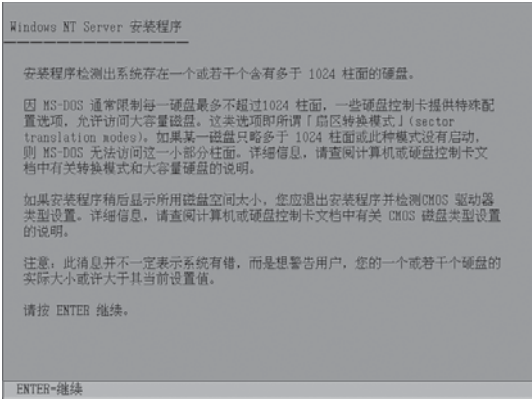 Windows NT Server 安装程序
安装程序检测出系统存在一个或若干个含有多于 1024 柱面的硬盘。
因 MS-DOS 通常限制每一硬盘最多不超过1024 柱面，一些硬盘控制卡提供特殊配
置选项，允许访问大容量磁盘。这类选项即所谓「扇区转换模式」(sector
translation modes)。如果某一磁盘只略多于 1024 柱面或此种模式没有启动，
则 MS-DOS 无法访问这一小部分柱面。详细信息，请查阅计算机或硬盘控制卡文
档中有关转换模式和大容量硬盘的说明。
如果安装程序稍后显示所用磁盘空间太小，您应退出安装程序并检测CMOS 驱动器
类型设置。详细信息，请查阅计算机或硬盘控制卡文档中有关 CMOS 磁盘类型设置
的说明。
注意：此消息并不一定表示系统有错，而是想警告用户，您的一个或若干个硬盘的
实际大小或许大于其当前设置值。
请按 ENTER 继续。
ENTER=继续